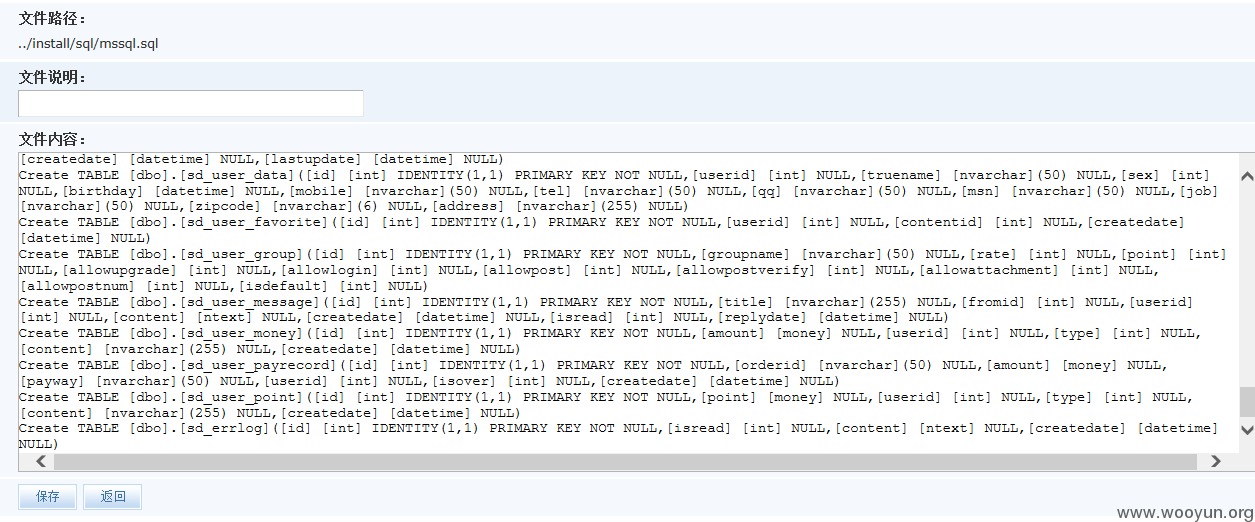 文件路径：
../install/sql/mssql.sql
文件说明：
文件内容：
[createdate] [datetime] NULL,[lastupdate] [datetime] NULL)
Create TABLE [dbo].[sd_user_data]([id] [int] IDENTITY(1,1) PRIMARY KEY NOT NULL,[userid] [int] NULL,[truename] [nvarchar](50) NULL,[sex] [int]
NULL,[birthday] [datetime] NULL,[mobile] [nvarchar](50) NULL,[tel] [nvarchar](50) NULL,[qq] [nvarchar](50) NULL,[msn] [nvarchar](50) NULL,[job]
[nvarchar](50) NULL,[zipcode] [nvarchar](6) NULL,[address] [nvarchar](255) NULL)
Create TABLE [dbo].[sd_user_favorite]([id] [int] IDENTITY(1,1) PRIMARY KEY NOT NULL,[userid] [int] NULL,[contentid] [int] NULL,[createdate]
[datetime] NULL)
Create TABLE [dbo].[sd_user_group]([id] [int] IDENTITY(1,1) PRIMARY KEY NOT NULL,[groupname] [nvarchar](50) NULL,[rate] [int] NULL,[point] [int]
NULL,[allowupgrade] [int] NULL,[allowlogin] [int] NULL,[allowpost] [int] NULL,[allowpostverify] [int] NULL,[allowattachment] [int] NULL,
[allowpostnum] [int] NULL,[isdefault] [int] NULL)
Create TABLE [dbo].[sd_user_message]([id] [int] IDENTITY(1,1) PRIMARY KEY NOT NULL,[title] [nvarchar](255) NULL,[fromid] [int] NULL,[userid]
[int] NULL,[content] [ntext] NULL,[createdate] [datetime] NULL,[isread] [int] NULL,[replydate] [datetime] NULL)
Create TABLE [dbo].[sd_user_money]([id] [int] IDENTITY(1,1) PRIMARY KEY NOT NULL,[amount] [money] NULL,[userid] [int] NULL,[type] [int] NULL,
[content] [nvarchar](255) NULL,[createdate] [datetime] NULL)
Create TABLE [dbo].[sd_user_payrecord]([id] [int] IDENTITY(1,1) PRIMARY KEY NOT NULL,[orderid] [nvarchar](50) NULL,[amount] [money] NULL,
[payway] [nvarchar](50) NULL,[userid] [int] NULL,[isover] [int] NULL,[createdate] [datetime] NULL)
Create TABLE [dbo].[sd_user_point]([id] [int] IDENTITY(1,1) PRIMARY KEY NOT NULL,[point] [money] NULL,[userid] [int] NULL,[type] [int] NULL,
[content] [nvarchar](255) NULL,[createdate] [datetime] NULL)
Create TABLE [dbo].[sd_errlog]([id] [int] IDENTITY(1,1) PRIMARY KEY NOT NULL,[isread] [int] NULL,[content] [ntext] NULL,[createdate] [datetime]
NULL)
保存 返回
www.wooyun.org